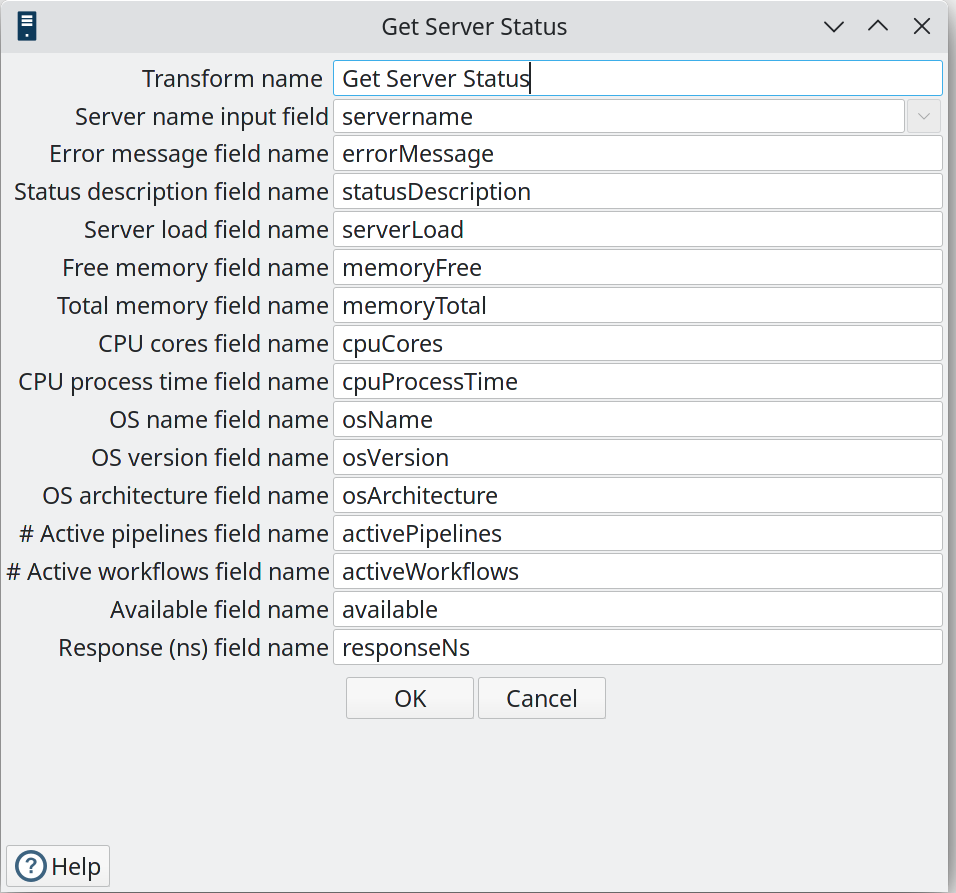 Get Server Status
Transform name Get Server Status
Server name input field servername
Error message field name errorMessage
Status description field name statusDescription
Server load field name serverLoad
Free memory field name memoryFree
Total memory field name memoryTotal
CPU cores field name cpuCores
CPU process time field name cpuProcessTime
OS name field name osName
OS version field name osVersion
OS architecture field name osArchitecture
# Active pipelines field name activePipelines
# Active workflows field name activeWorkflows
Available field name available
Response (ns) field name responseNs
OK Cancel
? Help